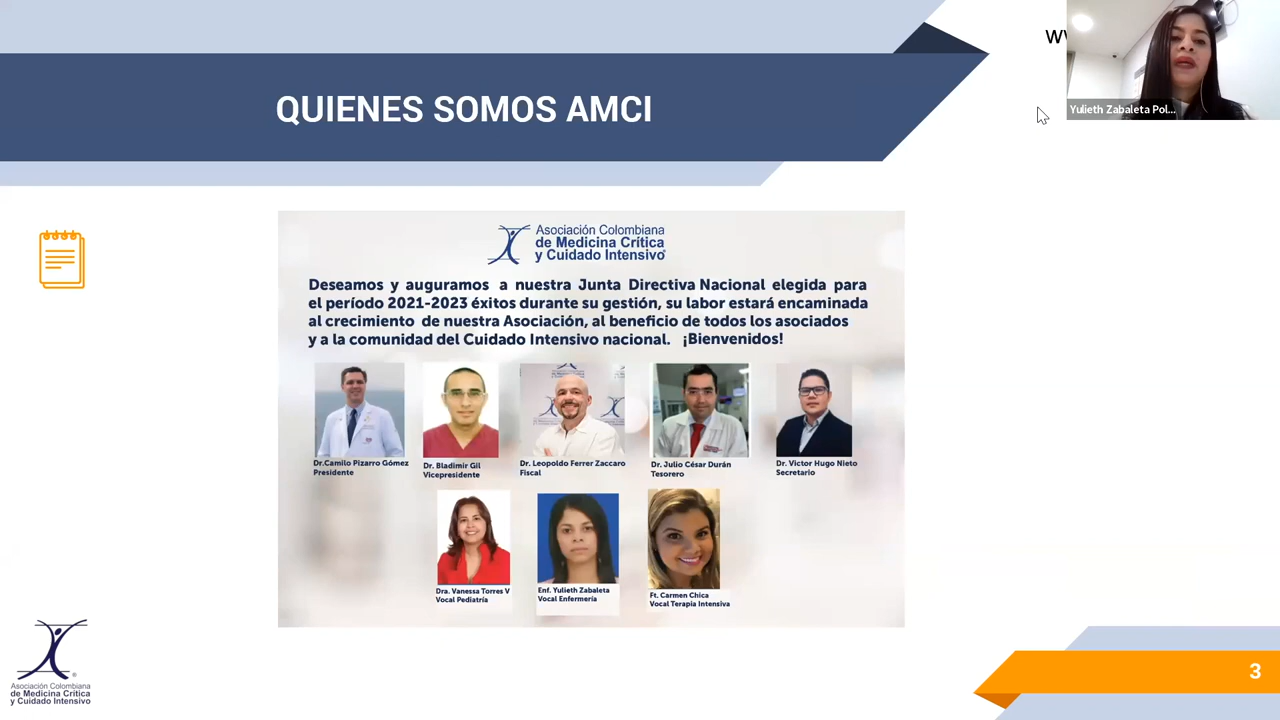 QUIENES SOMOS AMCI
Yulieth Zabaleta Pol...
Asociación Colombiana
de Medicina Crítica
y Cuidado Intensivo®
Deseamos y auguramos a nuestra Junta Directiva Nacional elegida para
el período 2021-2023 éxitos durante su gestión, su labor estará encaminada
al crecimiento de nuestra Asociación, al beneficio de todos los asociados
y a la comunidad del Cuidado Intensivo nacional. ¡Bienvenidos!
Dr.Camilo Pizarro Gómez
Presidente
Dr. Bladimir Gil
Vicepresidente
Dr. Leopoldo Ferrer Zaccaro
Fiscal
Dr. Julio César Durán
Tesorero
Dr. Victor Hugo Nieto
Secretario
Dra. Vanessa Torres V
Vocal Pediatría
Enf. Yulieth Zabaleta
Vocal Enfermería
Ft. Carmen Chica
Vocal Terapia Intensiva
Asociación Colombiana
de Medicina Crítica
y Cuidado Intensivo
3